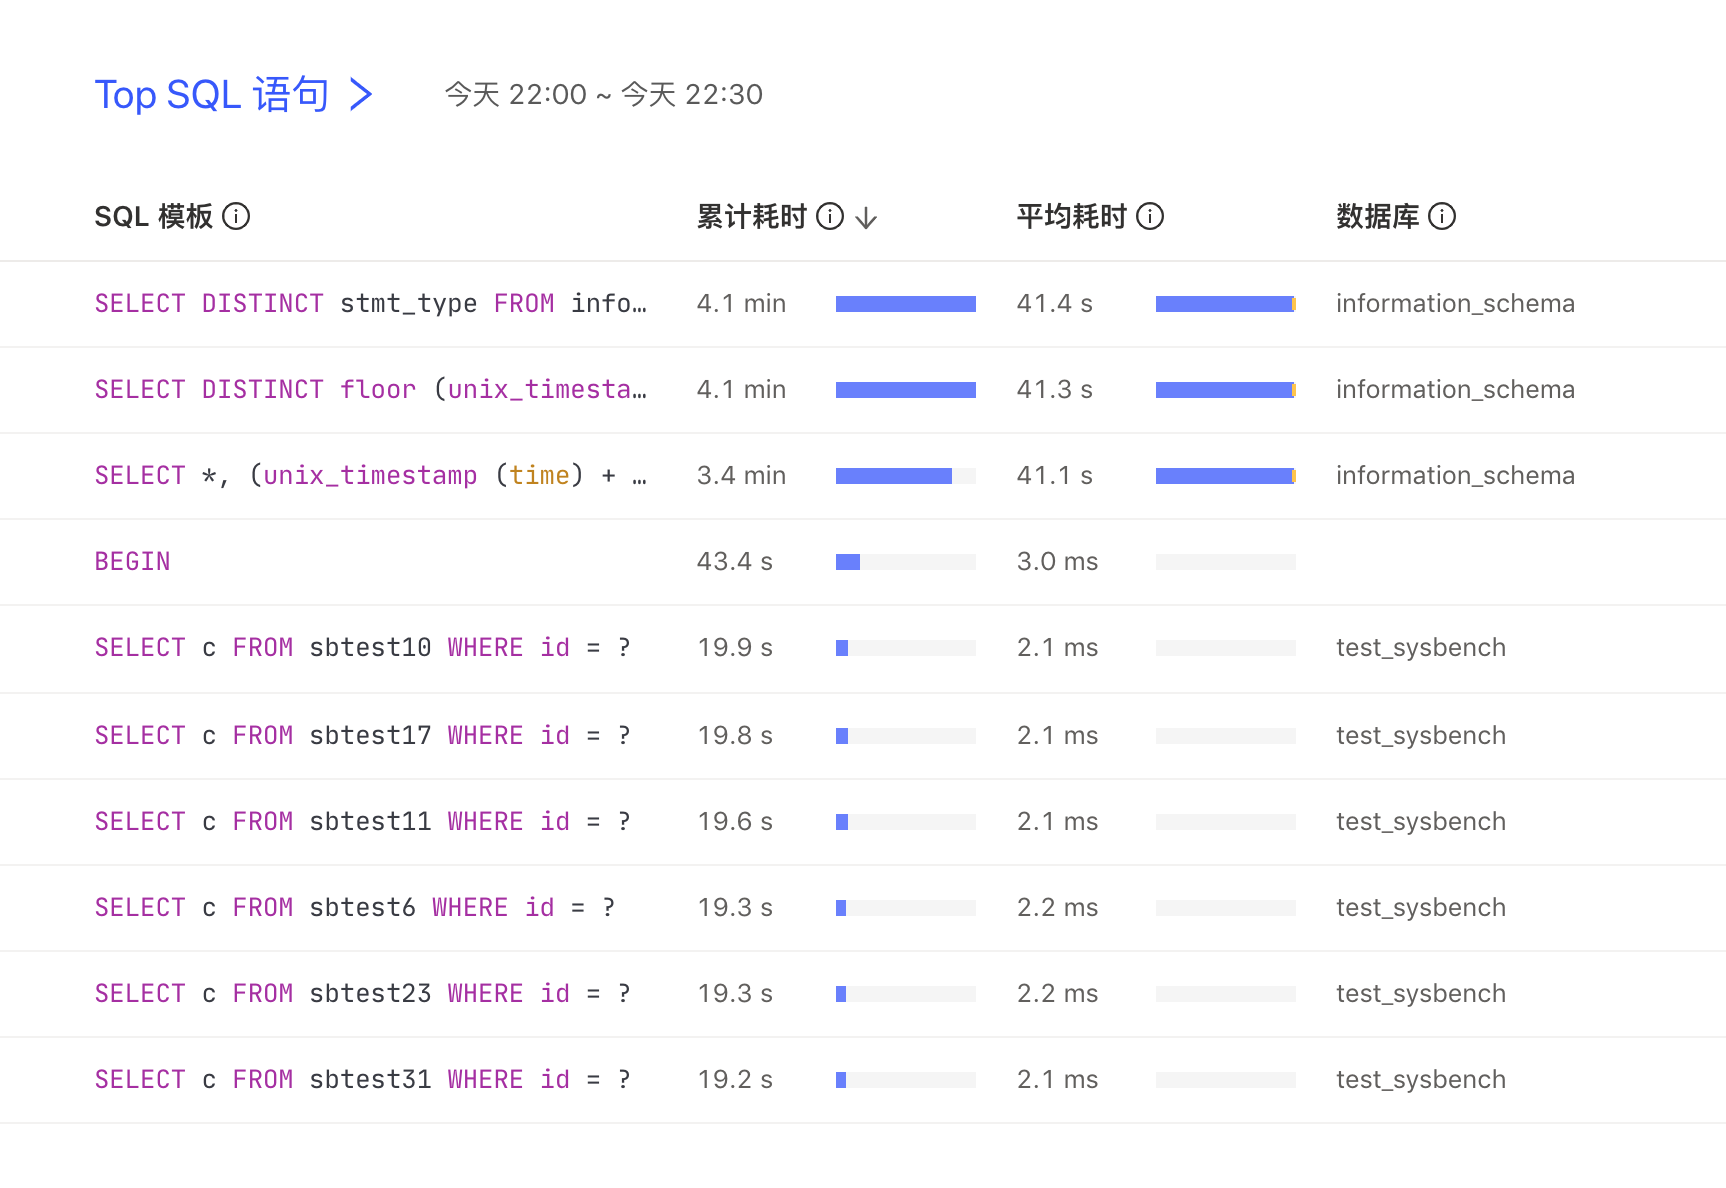 Top SQL 语句 今天 22:00 ~ 今天 22:30
SQL 模板 累计耗时 平均耗时 数据库
SELECT DISTINCT stmt_type FROM info… 4.1 min 41.4 s information_schema
SELECT DISTINCT floor (unix_timesta… 4.1 min 41.3 s information_schema
SELECT *, (unix_timestamp (time) + … 3.4 min 41.1 s information_schema
BEGIN 43.4 s 3.0 ms
SELECT c FROM sbtest10 WHERE id = ? 19.9 s 2.1 ms test_sysbench
SELECT c FROM sbtest17 WHERE id = ? 19.8 s 2.1 ms test_sysbench
SELECT c FROM sbtest11 WHERE id = ? 19.6 s 2.1 ms test_sysbench
SELECT c FROM sbtest6 WHERE id = ? 19.3 s 2.2 ms test_sysbench
SELECT c FROM sbtest23 WHERE id = ? 19.3 s 2.2 ms test_sysbench
SELECT c FROM sbtest31 WHERE id = ? 19.2 s 2.1 ms test_sysbench